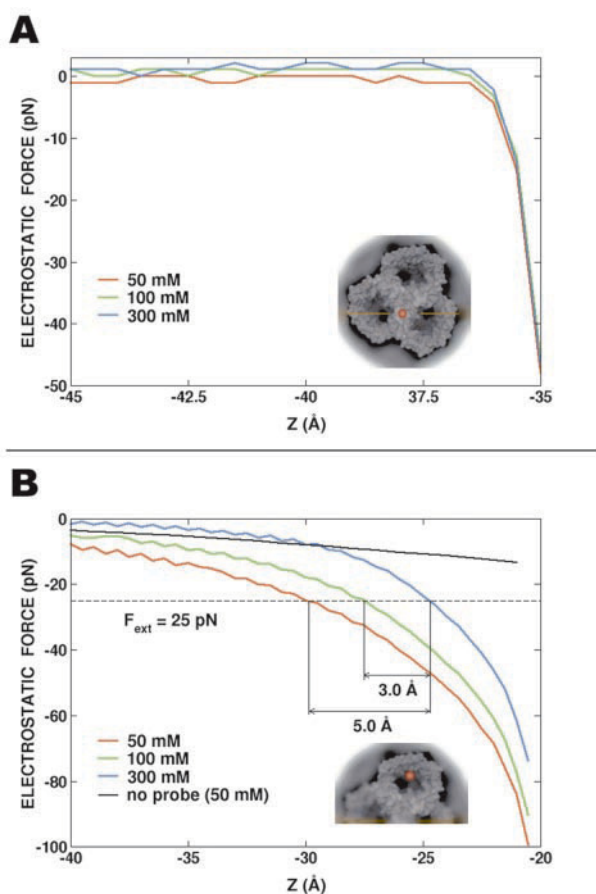 A
ELECTROSTATIC FORCE (pN)
0
-10
-20
-30
-40
-50
50 mM
100 mM
300 mM
-45
-42.5
-40
37.5
-35
Z (Å)
B
ELECTROSTATIC FORCE (pN)
0
-20
-40
-60
-80
-100
F_ext = 25 pN
3.0 Å
5.0 Å
50 mM
100 mM
300 mM
no probe (50 mM)
-40
-35
-30
-25
-20
Z (Å)